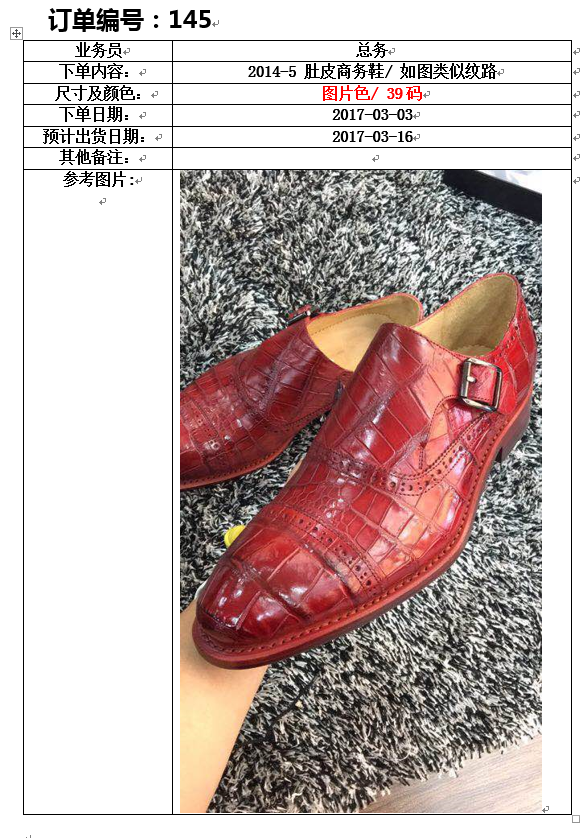 订单编号：145
业务员 总务
下单内容： 2014-5 肚皮商务鞋/ 如图类似纹路
尺寸及颜色： 图片色/ 39码
下单日期： 2017-03-03
预计出货日期： 2017-03-16
其他备注：
参考图片: